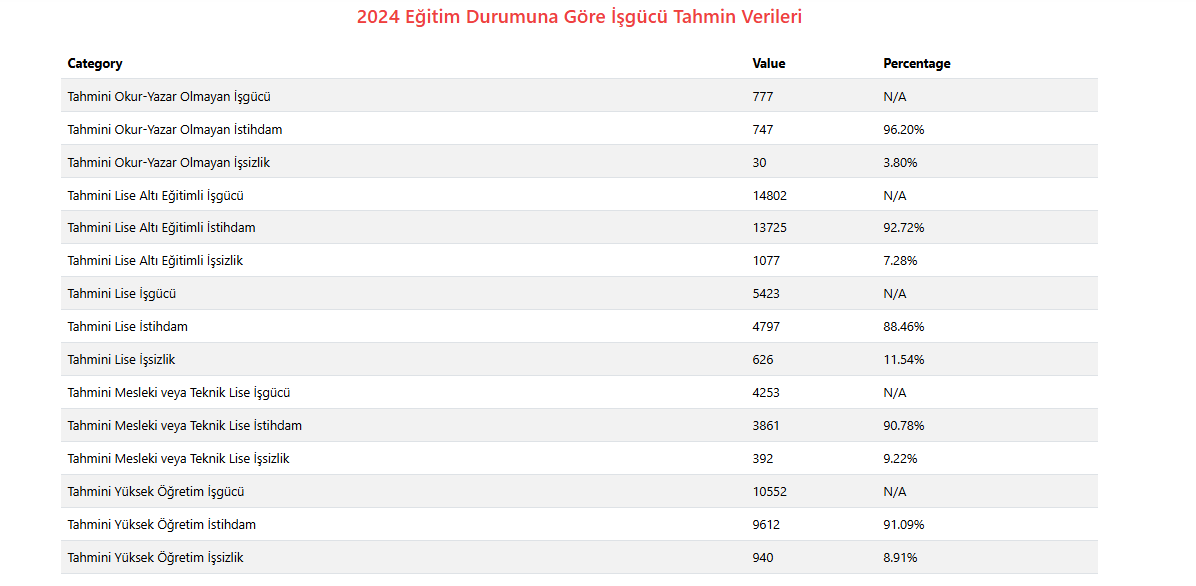 2024 Eğitim Durumuna Göre İşgücü Tahmin Verileri
Category Value Percentage
Tahmini Okur-Yazar Olmayan İşgücü 777 N/A
Tahmini Okur-Yazar Olmayan İstihdam 747 96.20%
Tahmini Okur-Yazar Olmayan İşsizlik 30 3.80%
Tahmini Lise Altı Eğitimli İşgücü 14802 N/A
Tahmini Lise Altı Eğitimli İstihdam 13725 92.72%
Tahmini Lise Altı Eğitimli İşsizlik 1077 7.28%
Tahmini Lise İşgücü 5423 N/A
Tahmini Lise İstihdam 4797 88.46%
Tahmini Lise İşsizlik 626 11.54%
Tahmini Mesleki veya Teknik Lise İşgücü 4253 N/A
Tahmini Mesleki veya Teknik Lise İstihdam 3861 90.78%
Tahmini Mesleki veya Teknik Lise İşsizlik 392 9.22%
Tahmini Yüksek Öğretim İşgücü 10552 N/A
Tahmini Yüksek Öğretim İstihdam 9612 91.09%
Tahmini Yüksek Öğretim İşsizlik 940 8.91%